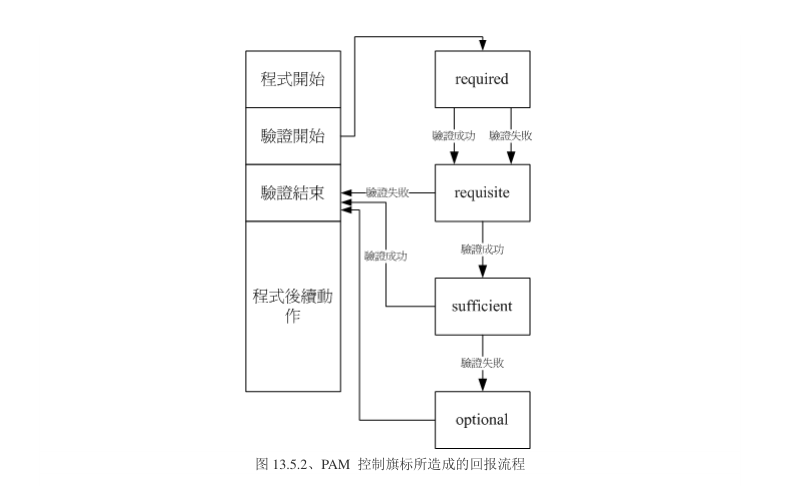 程式開始
驗證開始
驗證結束
程式後續動
作
required
驗證成功
驗證失敗
requisite
驗證失敗
驗證成功
驗證成功
sufficient
驗證失敗
optional
图 13.5.2、PAM 控制旗标所造成的回报流程